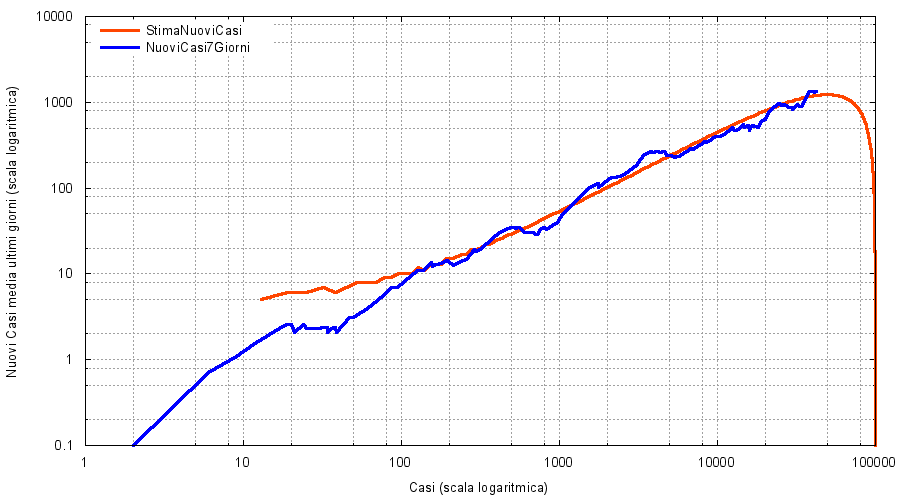 10000
StimaNuoviCasi
NuoviCasi7Giorni
1000
100
10
1
0.1
Nuovi Casi media ultimi giorni (scala logaritmica)
1 10 100 1000 10000 100000
Casi (scala logaritmica)